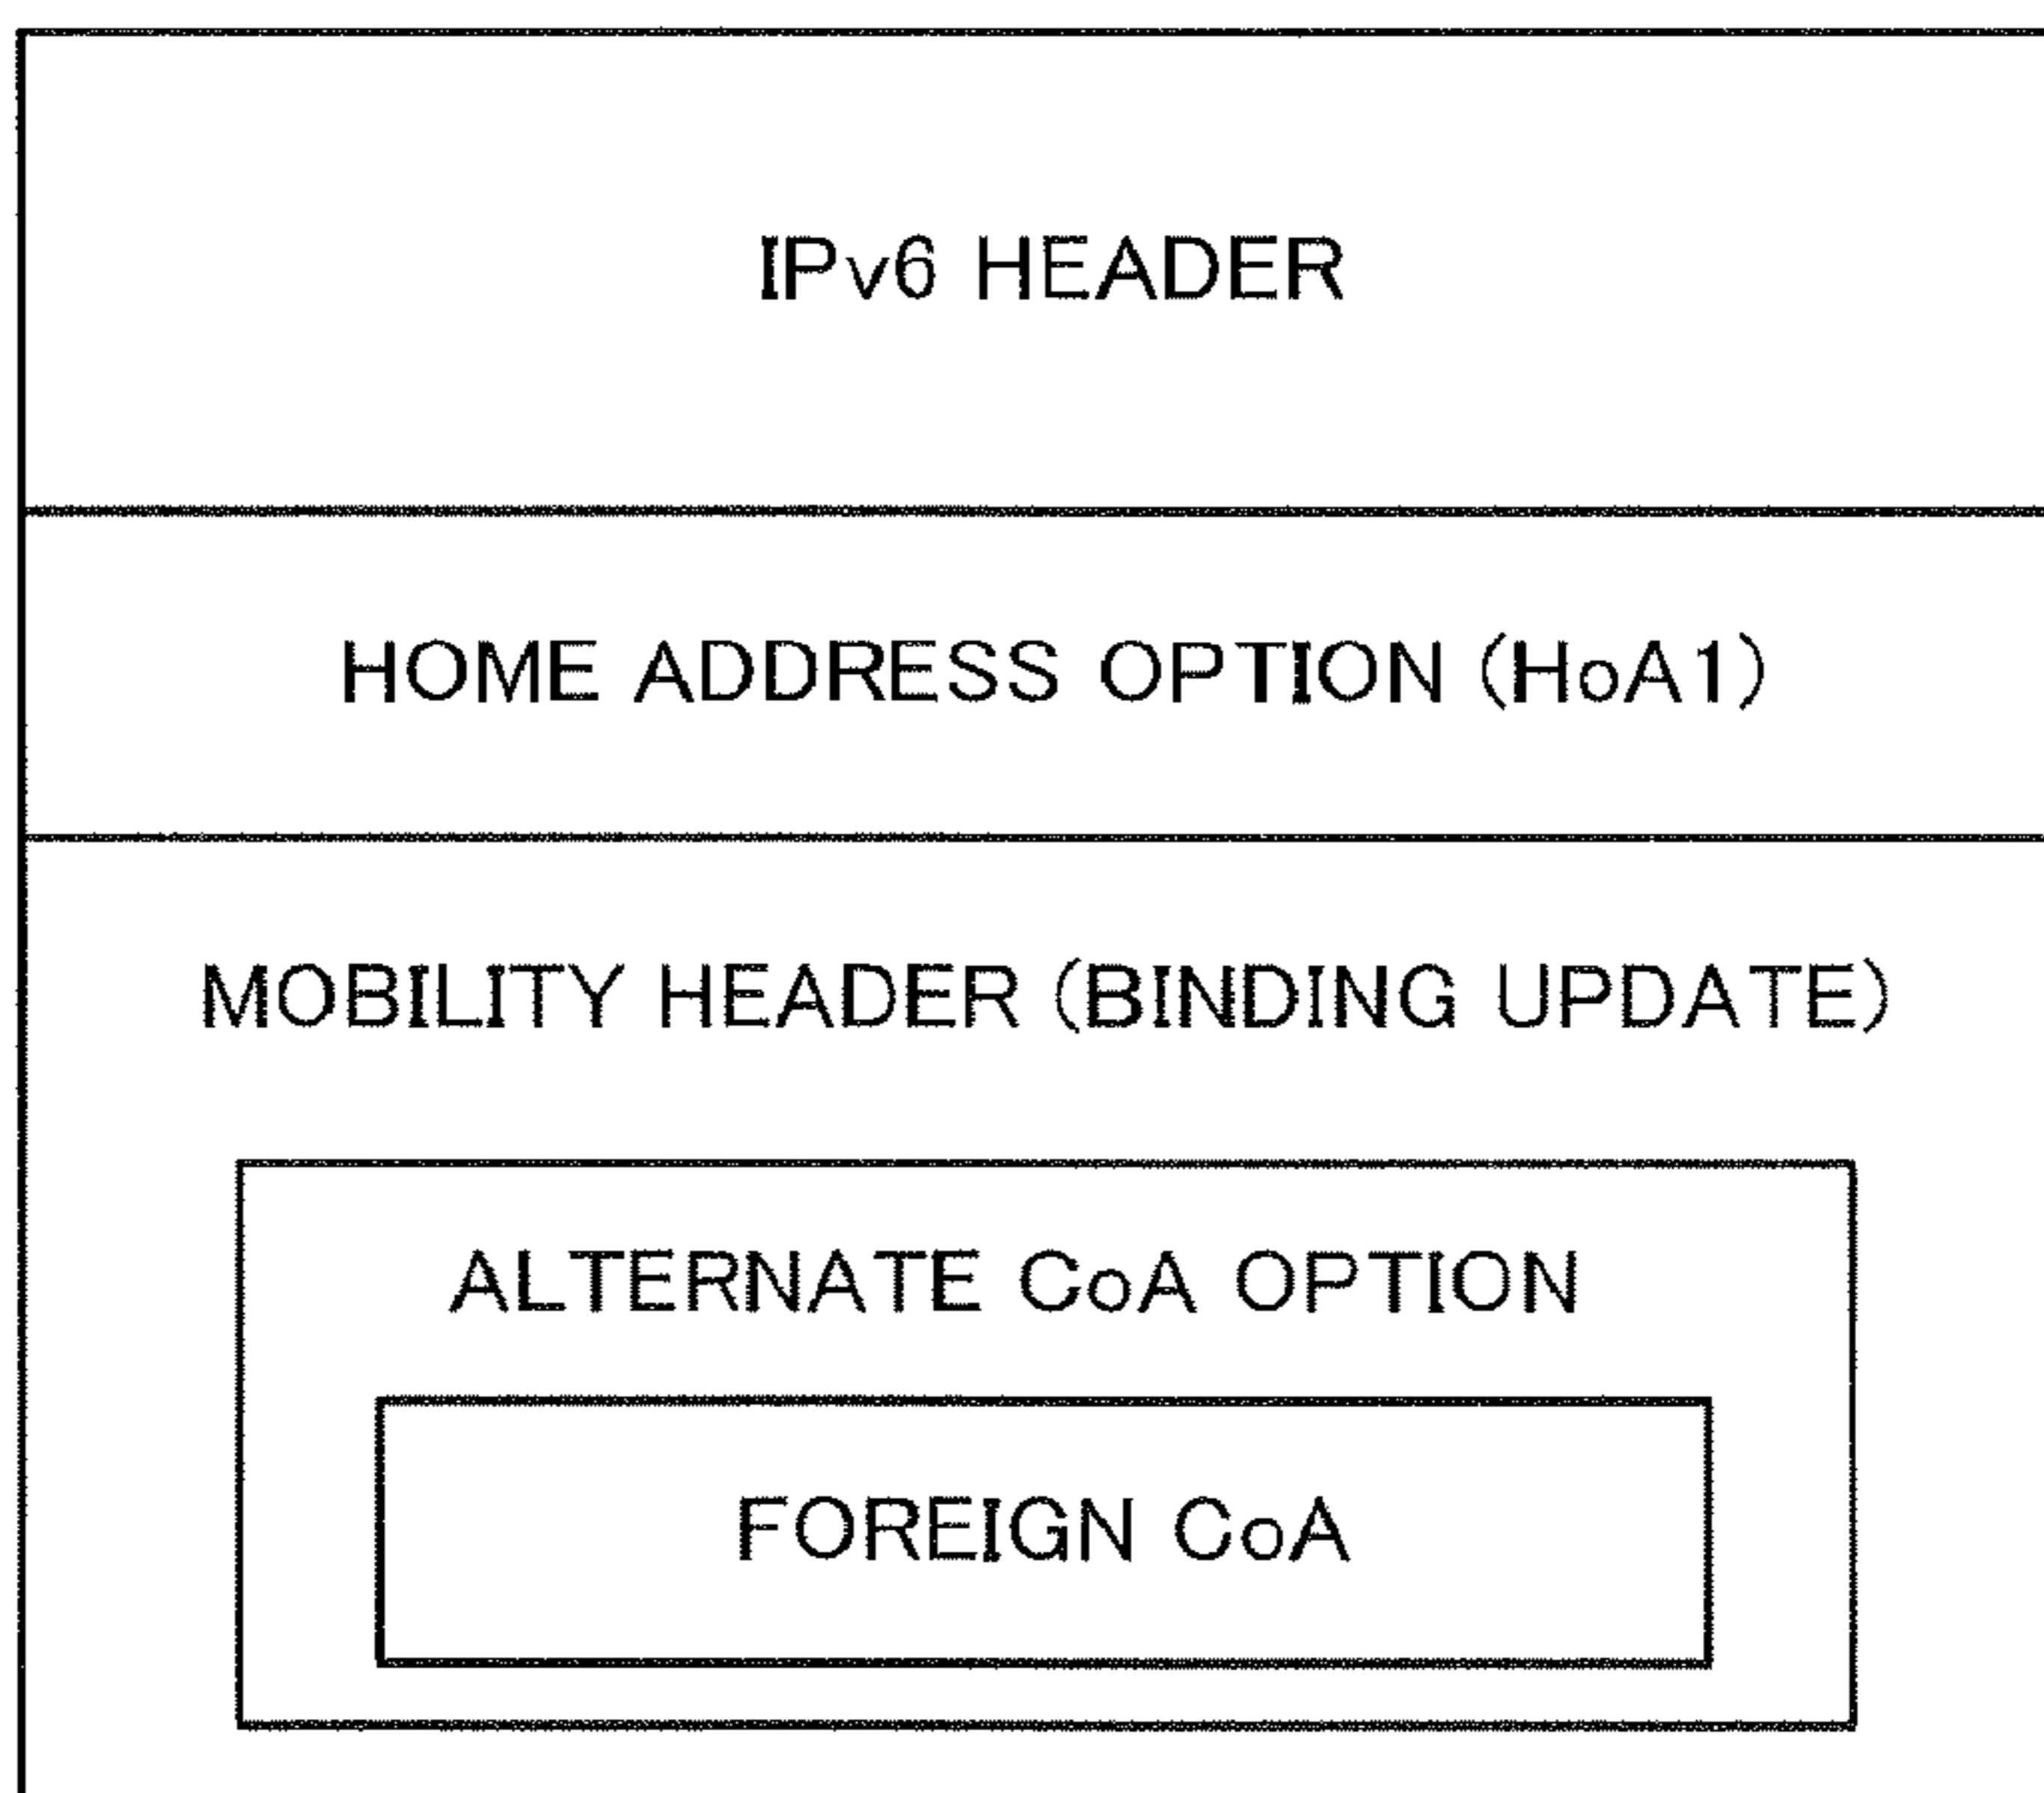 IPv6 HEADER
HOME ADDRESS OPTION (HoA1)
MOBILITY HEADER (BINDING UPDATE)
ALTERNATE CoA OPTION
FOREIGN CoA